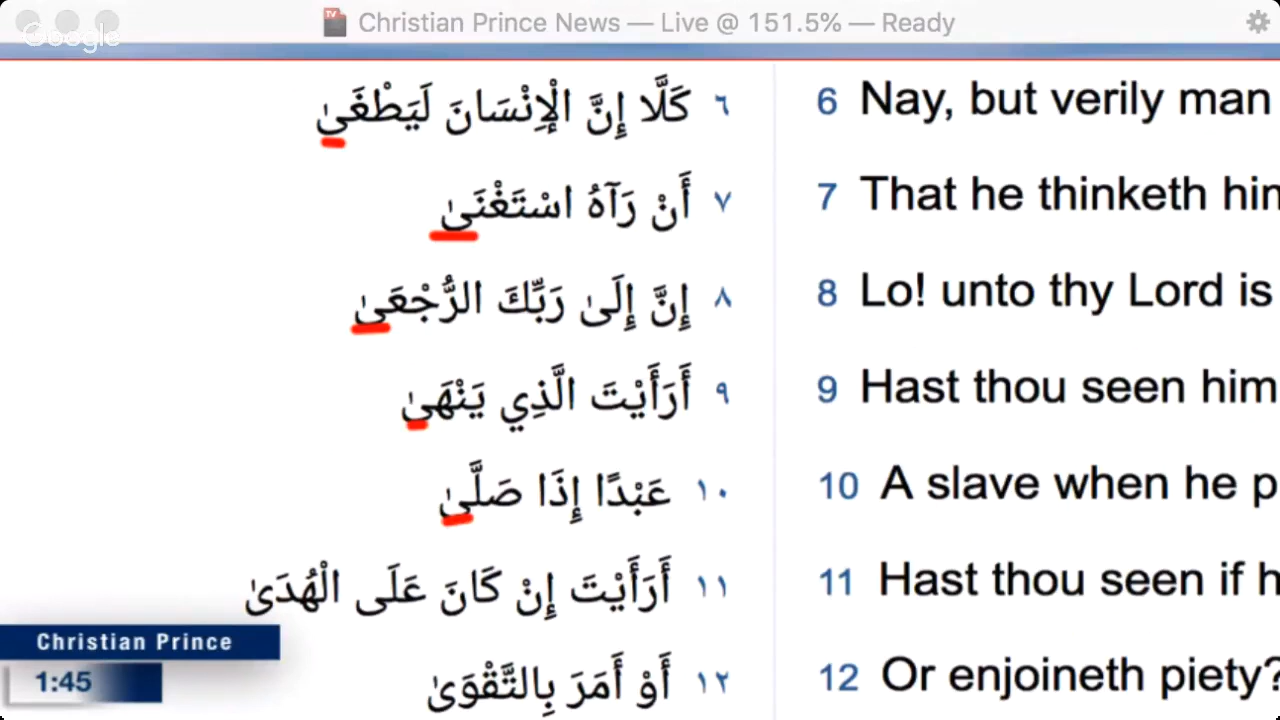 Christian Prince News — Live @ 151.5% — Ready
Google
٦ كَلَّا إِنَّ الْإِنْسَانَ لَيَطْغَىٰ
6 Nay, but verily man
٧ أَنْ رَآهُ اسْتَغْنَىٰ
7 That he thinketh him
٨ إِنَّ إِلَىٰ رَبِّكَ الرُّجْعَىٰ
8 Lo! unto thy Lord is
٩ أَرَأَيْتَ الَّذِي يَنْهَىٰ
9 Hast thou seen him
١٠ عَبْدًا إِذَا صَلَّىٰ
10 A slave when he p
١١ أَرَأَيْتَ إِنْ كَانَ عَلَى الْهُدَىٰ
11 Hast thou seen if h
١٢ أَوْ أَمَرَ بِالتَّقْوَىٰ
12 Or enjoineth piety?
Christian Prince
1:45